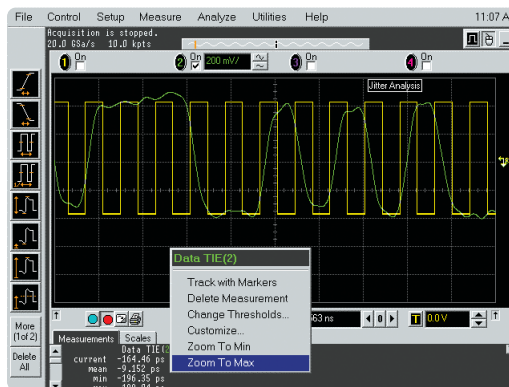 File Control Setup Measure Analyze Utilities Help 11:07 A
Acquisition is stopped.
20.0 GSa/s 10.0 kpts
1 On 2 On 200 mV/ 3 On 4 On
Jitter Analysis
Data TIE(2)
Track with Markers
Delete Measurement
Change Thresholds...
Customize...
Zoom To Min
Zoom To Max
63 ns 0 T 0.0 V
More
(1of 2)
Delete
All
Measurements Scales
Data TIE(2
current -164.46 ps
mean -9.152 ps
min -196.35 ps